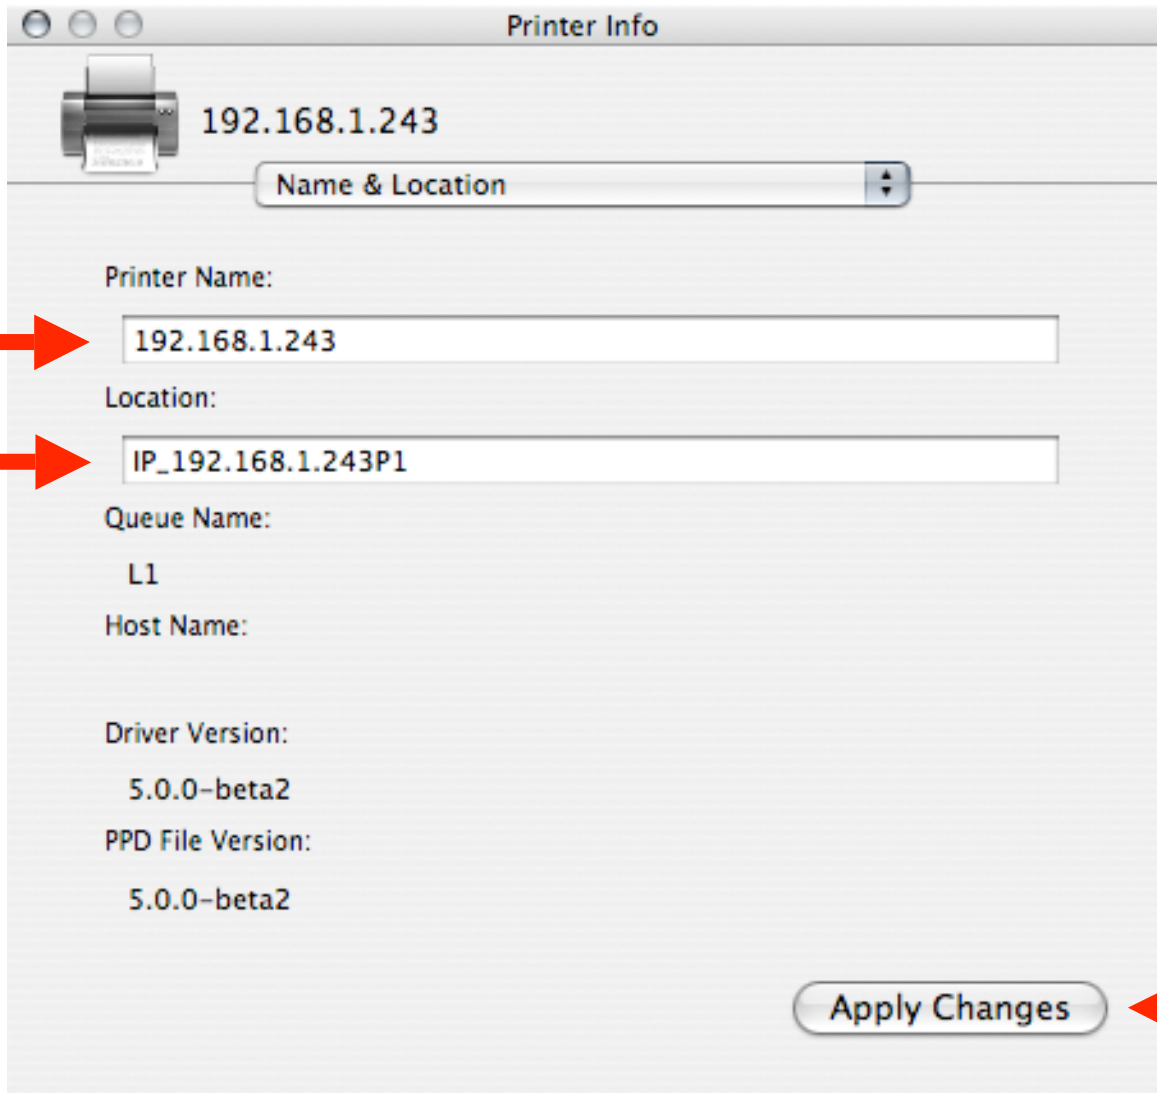 Printer Info
192.168.1.243
Name & Location
Printer Name:
192.168.1.243
Location:
IP_192.168.1.243P1
Queue Name:
L1
Host Name:
Driver Version:
5.0.0-beta2
PPD File Version:
5.0.0-beta2
Apply Changes